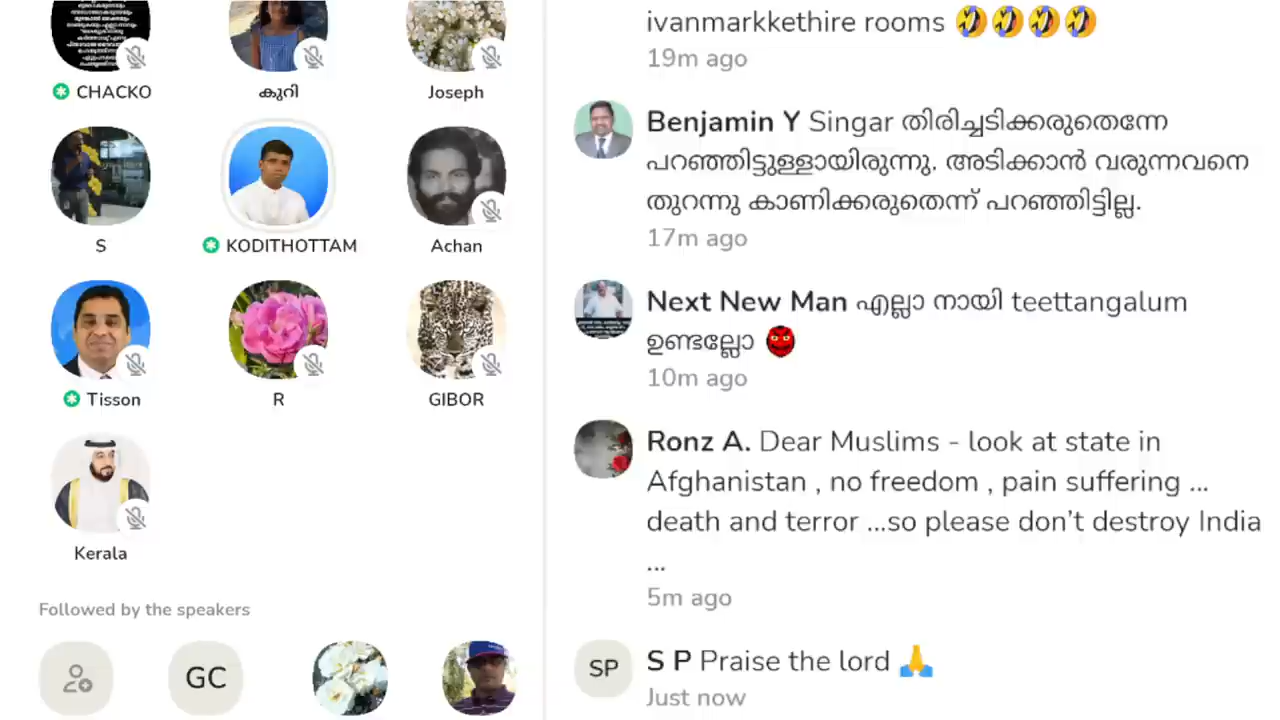 CHACKO
കുറി
Joseph
S
KODITHOTTAM
Achan
Tisson
R
GIBOR
Kerala
Followed by the speakers
GC
ivanmarkkethire rooms 🤣🤣🤣🤣
19m ago
Benjamin Y Singar തിരിച്ചടിക്കരുതെന്നേ
പറഞ്ഞിട്ടുള്ളായിരുന്നു. അടിക്കാൻ വരുന്നവനെ
തുറന്നു കാണിക്കരുതെന്ന് പറഞ്ഞിട്ടില്ല.
17m ago
Next New Man എല്ലാ നായി teettangalum
ഉണ്ടല്ലോ 👹
10m ago
Ronz A. Dear Muslims - look at state in
Afghanistan , no freedom , pain suffering ...
death and terror ...so please don’t destroy India
...
5m ago
SP
S P Praise the lord 🙏
Just now